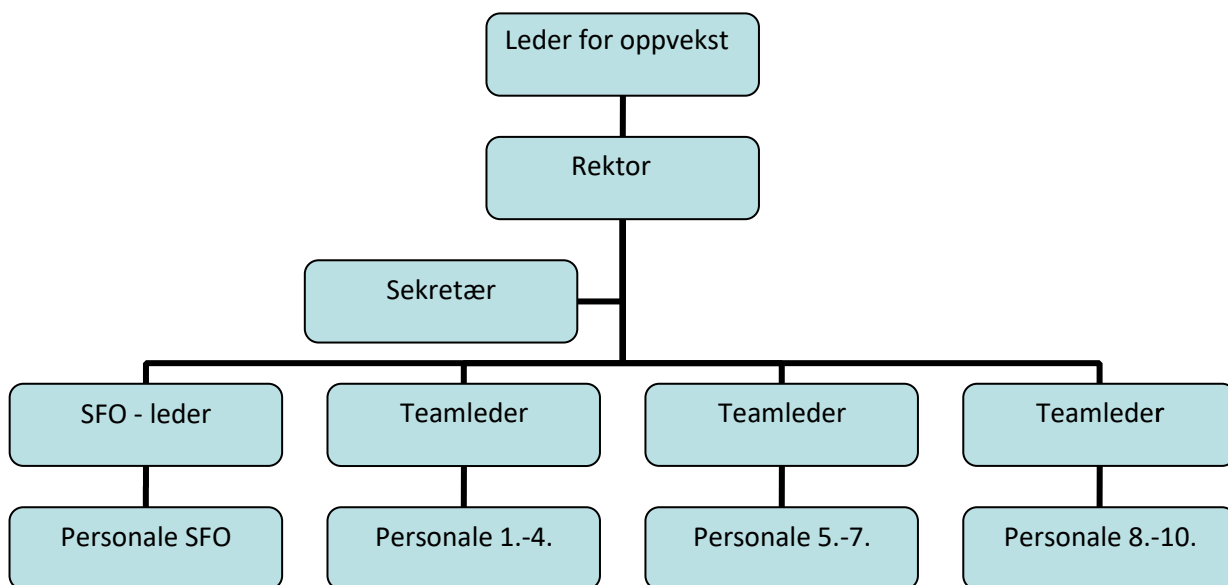 Leder for oppvekst
Rektor
Sekretær
SFO - leder
Teamleder
Teamleder
Teamleder
Personale SFO
Personale 1.-4.
Personale 5.-7.
Personale 8.-10.